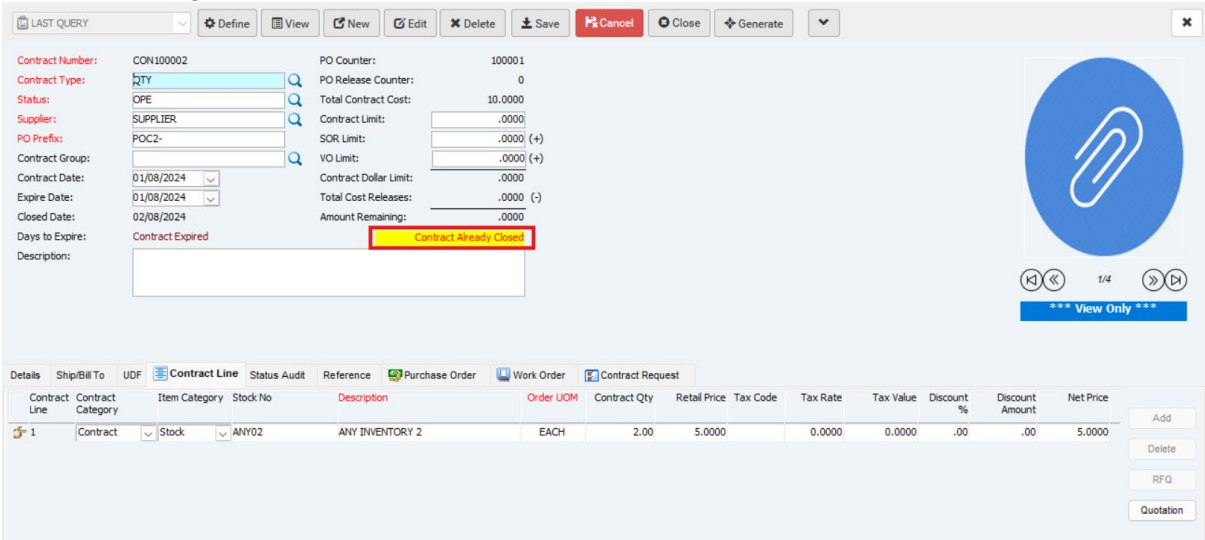 LAST QUERY Define View New Edit Delete Save Cancel Close Generate
Contract Number: CON100002 PO Counter: 100001
Contract Type: QTY PO Release Counter: 0
Status: OPE Total Contract Cost: 10.0000
Supplier: SUPPLIER Contract Limit: .0000
PO Prefix: POC2- SOR Limit: .0000 (+)
Contract Group: VO Limit: .0000 (+)
Contract Date: 01/08/2024 Contract Dollar Limit: .0000
Expire Date: 01/08/2024 Total Cost Releases: .0000 (-)
Closed Date: 02/08/2024 Amount Remaining: .0000
Days to Expire: Contract Expired Contract Already Closed
Description:
1/4
*** View Only ***
Details Ship/Bill To UDF Contract Line Status Audit Reference Purchase Order Work Order Contract Request
Contract Line Contract Category Item Category Stock No Description Order UOM Contract Qty Retail Price Tax Code Tax Rate Tax Value Discount % Discount Amount Net Price
1 Contract Stock ANY02 ANY INVENTORY 2 EACH 2.00 5.0000 0.0000 0.0000 .00 .00 5.0000
Add
Delete
RFQ
Quotation